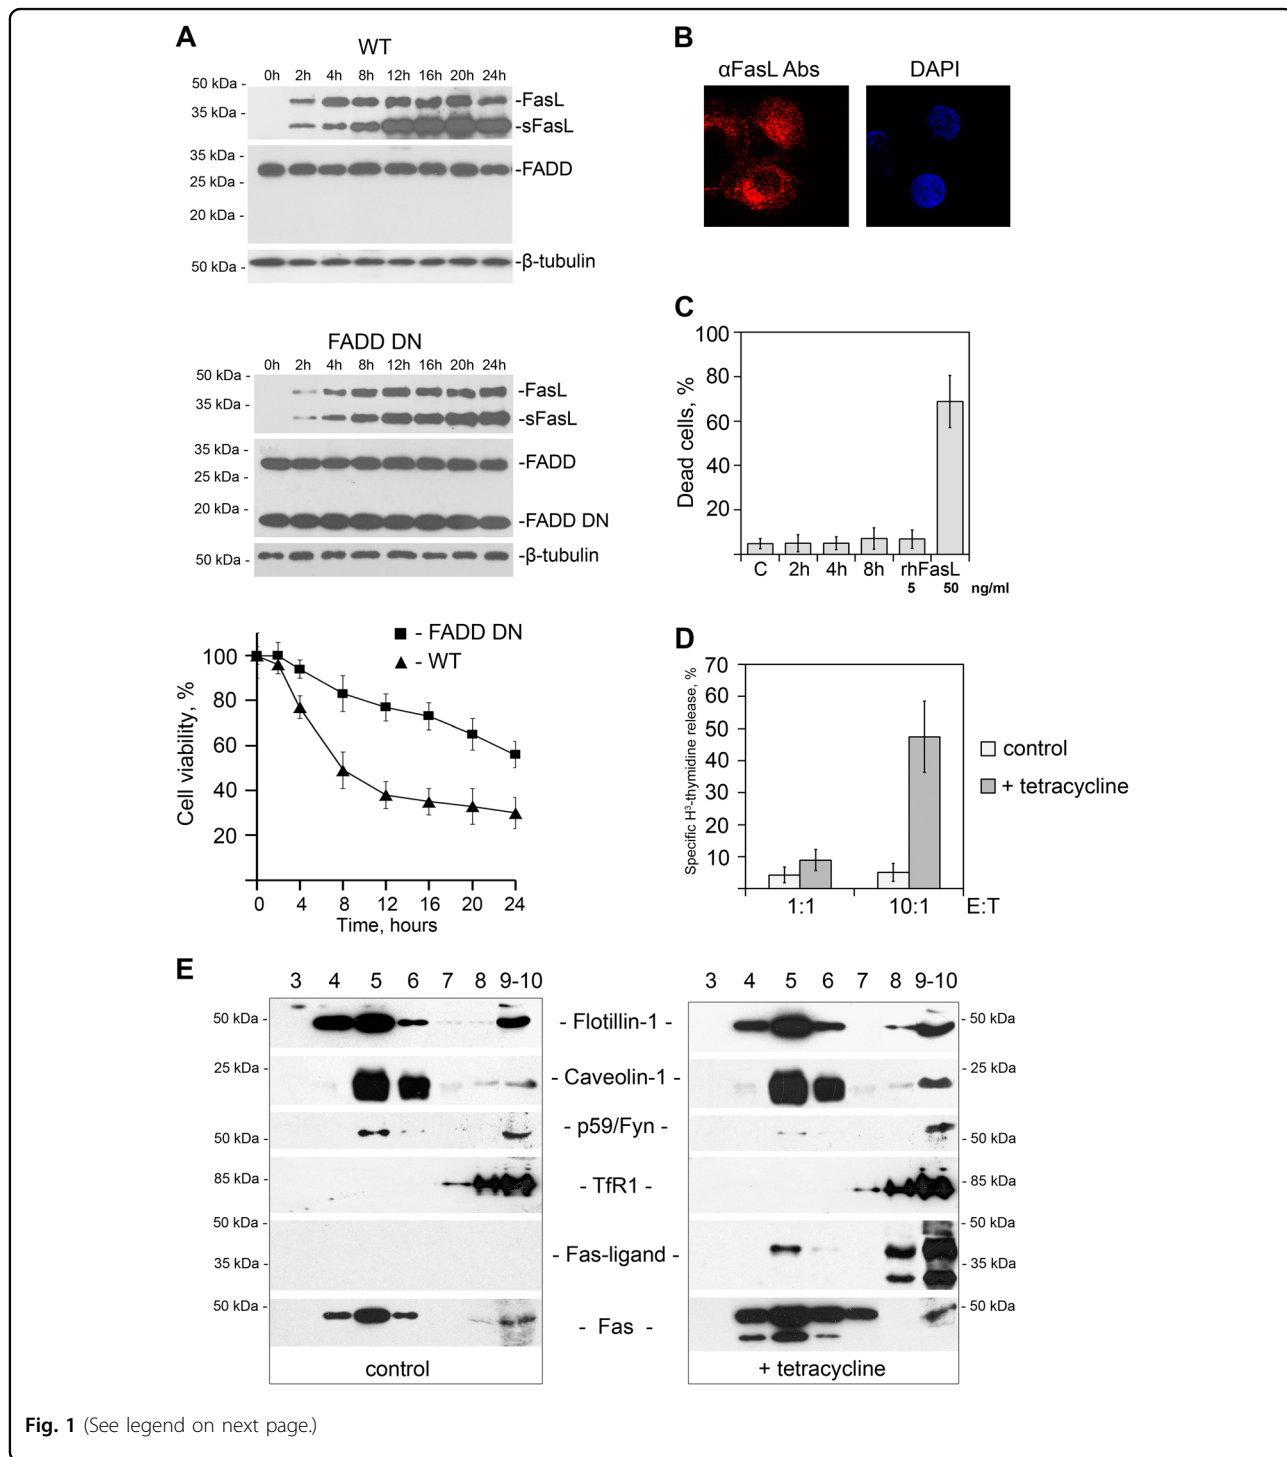 A
WT
0h 2h 4h 8h 12h 16h 20h 24h
50 kDa -
35 kDa -
-FasL
-sFasL
35 kDa -
25 kDa -
20 kDa -
-FADD
50 kDa -
-β-tubulin
FADD DN
0h 2h 4h 8h 12h 16h 20h 24h
50 kDa -
35 kDa -
-FasL
-sFasL
35 kDa -
25 kDa -
20 kDa -
-FADD
-FADD DN
50 kDa -
-β-tubulin
■ - FADD DN
▲ - WT
Cell viability, %
100
80
60
40
20
0 4 8 12 16 20 24
Time, hours
B
αFasL Abs DAPI
C
Dead cells, %
100
80
60
40
20
C 2h 4h 8h rhFasL
5 50 ng/ml
D
Specific H³-thymidine release, %
70
60
50
40
30
20
10
1:1 10:1 E:T
control
+ tetracycline
E
3 4 5 6 7 8 9-10
3 4 5 6 7 8 9-10
50 kDa - - Flotillin-1 - - 50 kDa
25 kDa - - Caveolin-1 - - 25 kDa
50 kDa - - p59/Fyn - - 50 kDa
85 kDa - - TfR1 - - 85 kDa
50 kDa - - 50 kDa
- Fas-ligand -
35 kDa - - 35 kDa
50 kDa - - Fas - - 50 kDa
control + tetracycline
Fig. 1 (See legend on next page.)